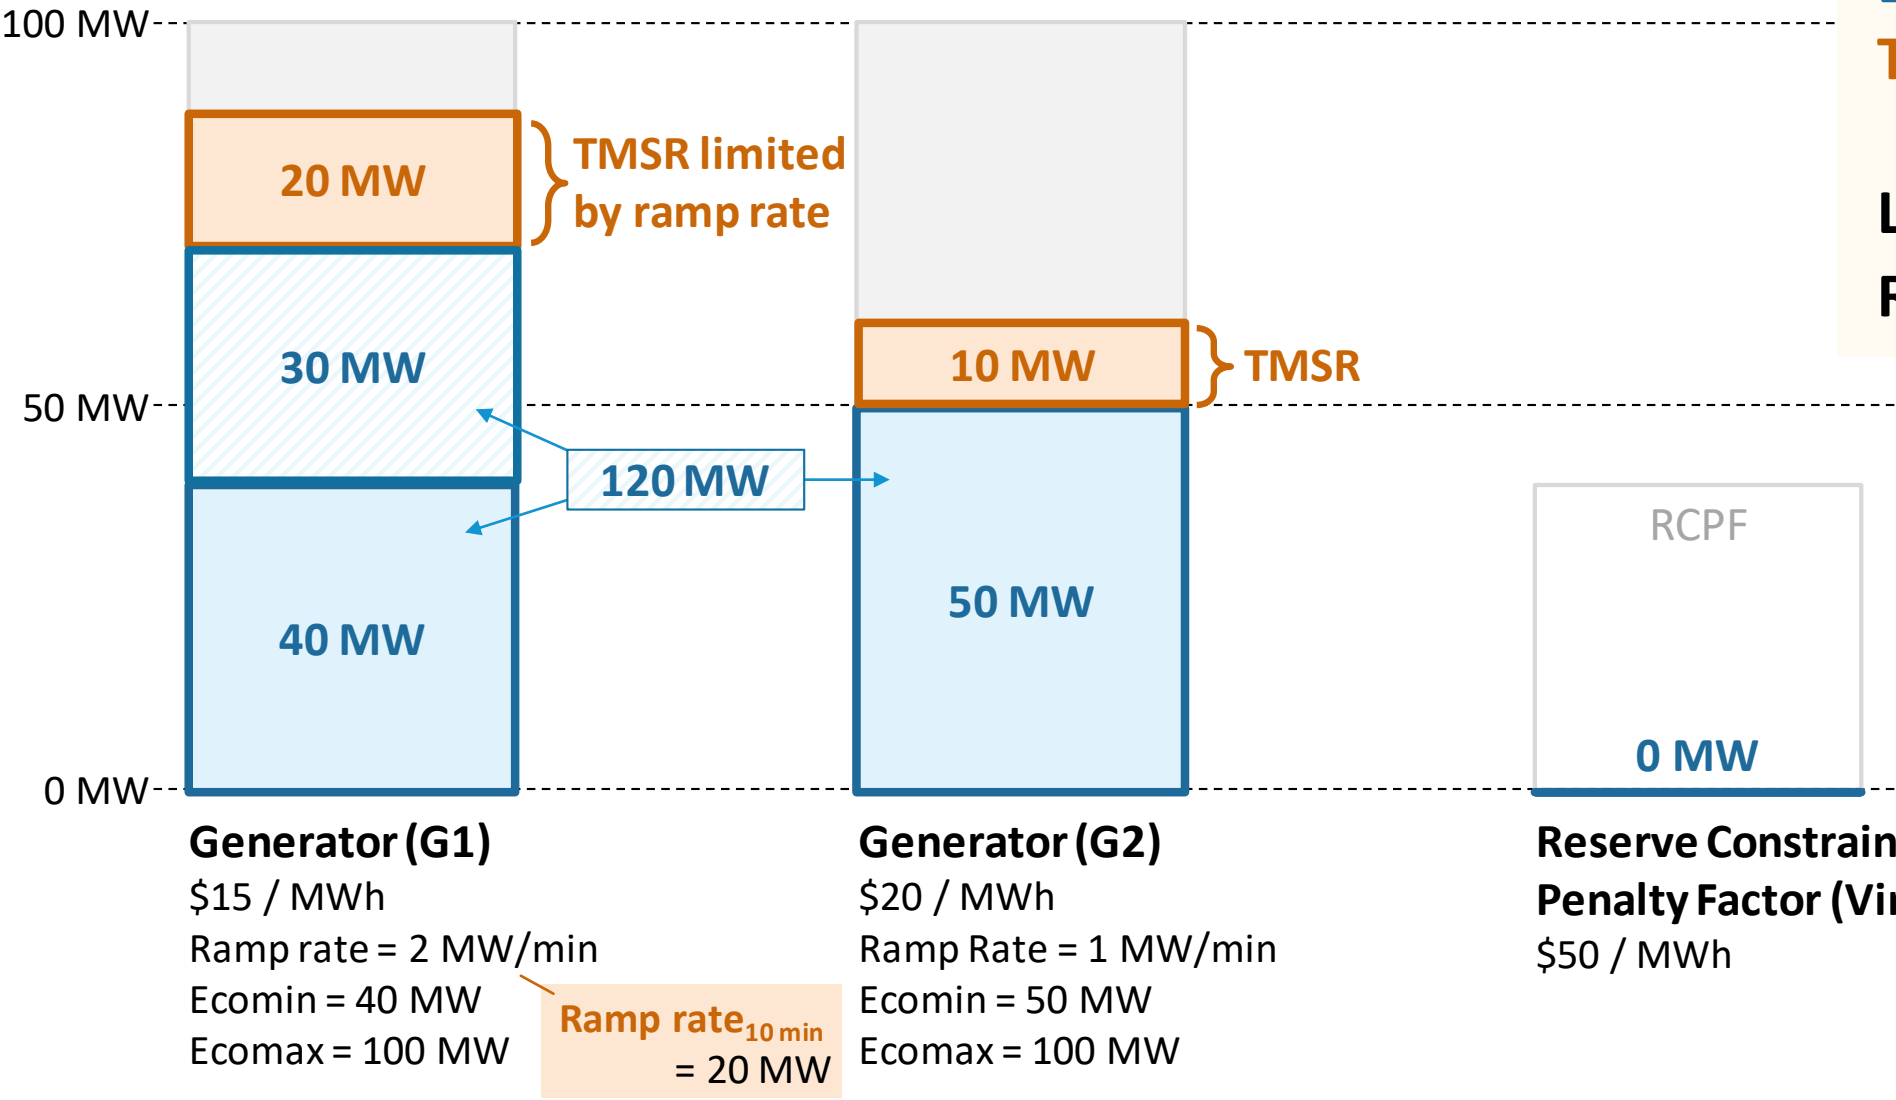 100 MW
20 MW
TMSR limited
by ramp rate
30 MW
10 MW
TMSR
50 MW
120 MW
40 MW
50 MW
RCPF
0 MW
0 MW
Generator (G1)
$15 / MWh
Ramp rate = 2 MW/min
Ecomin = 40 MW
Ecomax = 100 MW
Ramp rate10 min
= 20 MW
Generator (G2)
$20 / MWh
Ramp Rate = 1 MW/min
Ecomin = 50 MW
Ecomax = 100 MW
Reserve Constrain
Penalty Factor (Vi
$50 / MWh
T
L
R